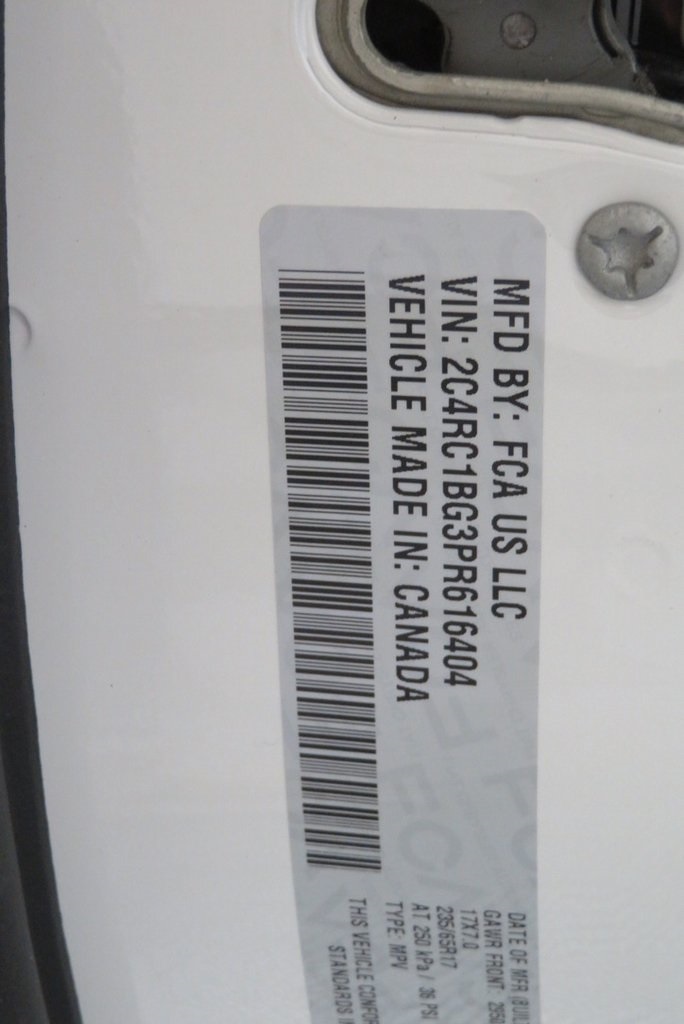 MFD BY: FCA US LLC
VIN: 2C4RC1BG3PR616404
VEHICLE MADE IN: CANADA
DATE OF MFR
GAWR FRONT:
17X7.0
235/65R17
AT 250 kPa / 36 PSI
TYPE: MPV
THIS VEHICLE
STANDARDS